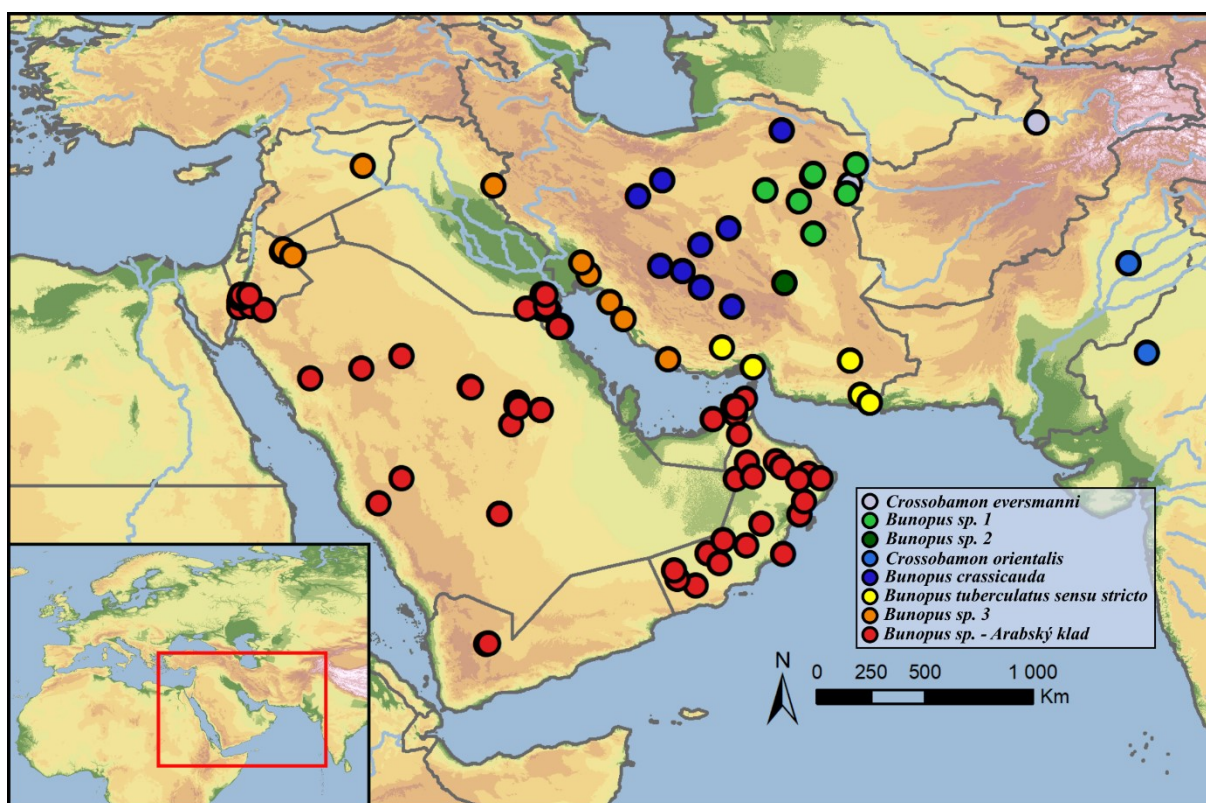 Crossobamon eversmanni
Bunopus sp. 1
Bunopus sp. 2
Crossobamon orientalis
Bunopus crassicauda
Bunopus tuberculatus sensu stricto
Bunopus sp. 3
Bunopus sp. - Arabský klad
N
0 250 500 1 000
Km